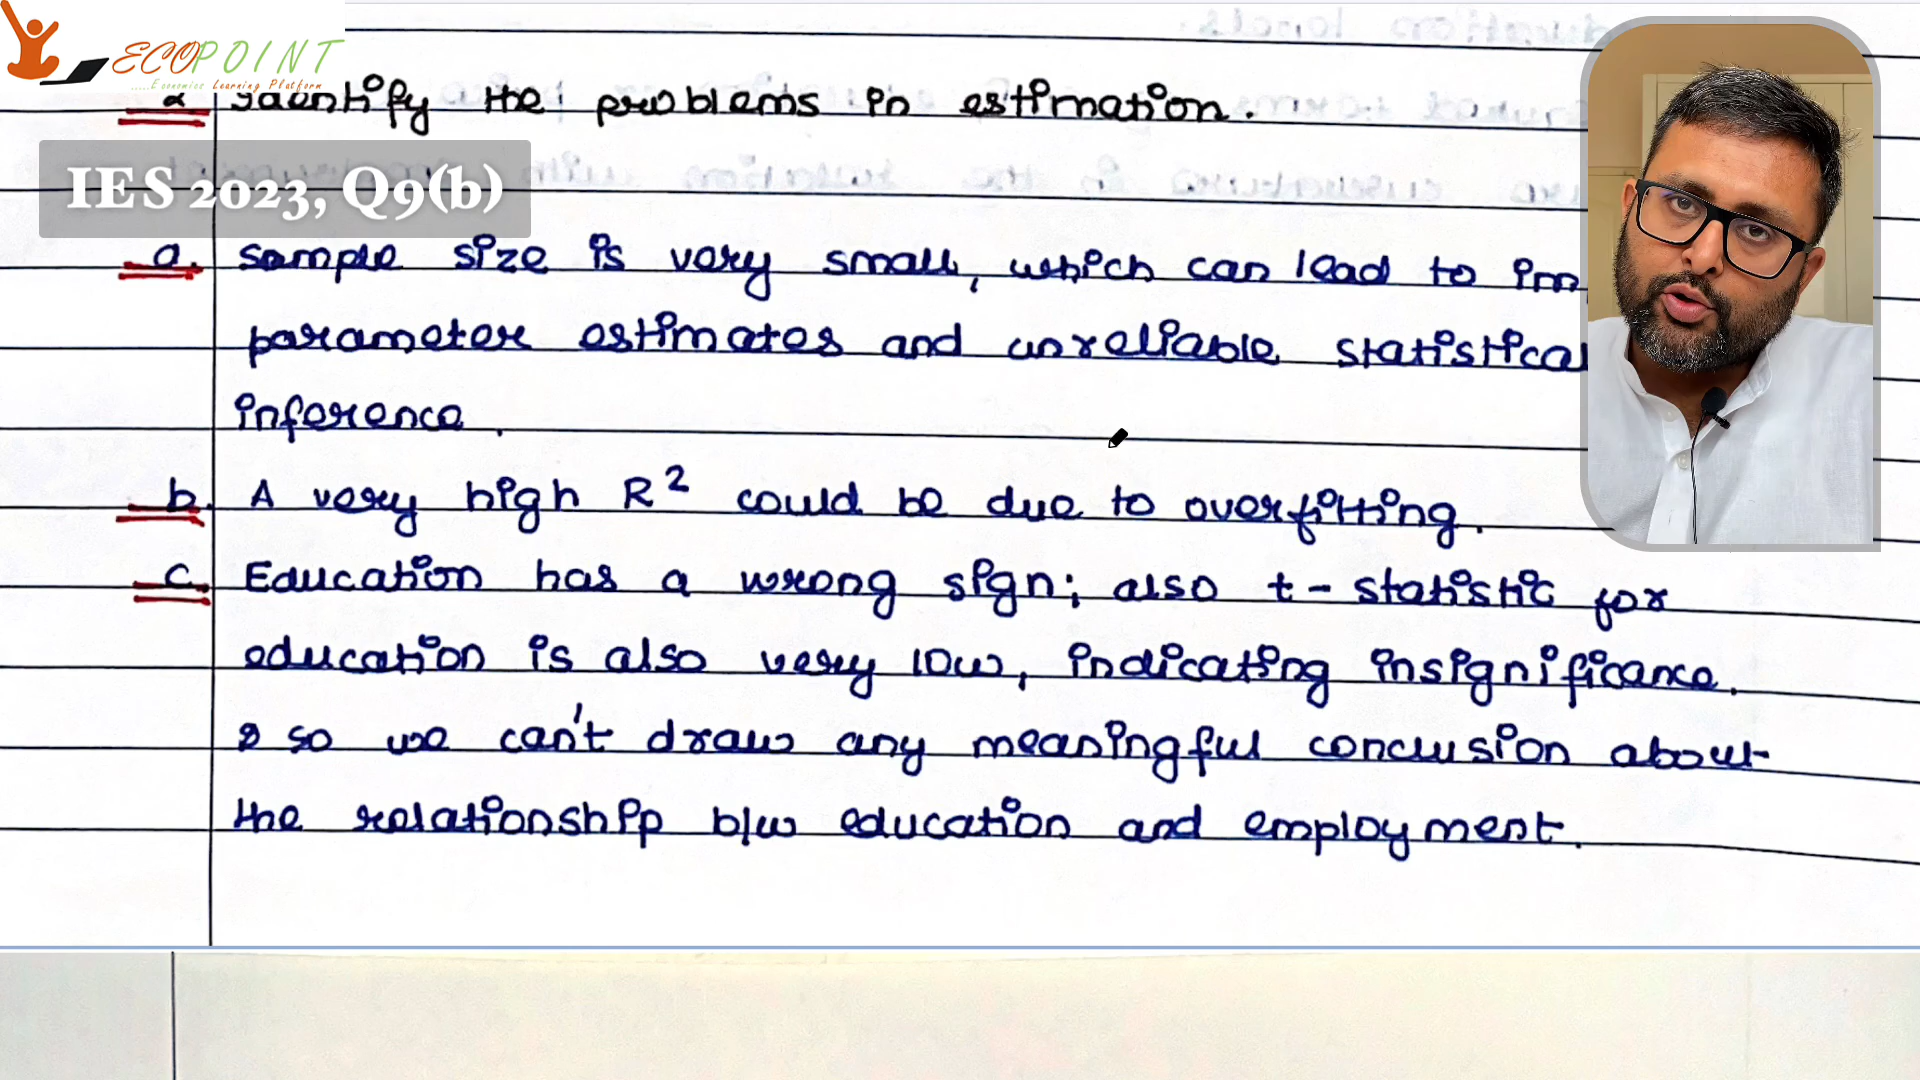 ECOPOINT
.....Economics Learning Platform
Identify the problems in estimation.
IES 2023, Q9(b)
a. sample size is very small, which can lead to im
parameter estimates and unreliable statistical
inference.
b. A very high R² could be due to overfitting.
c. Education has a wrong sign; also t-statistic for
education is also very low, indicating insignificance.
& so we can't draw any meaningful conclusion about
the relationship b/w education and employment.